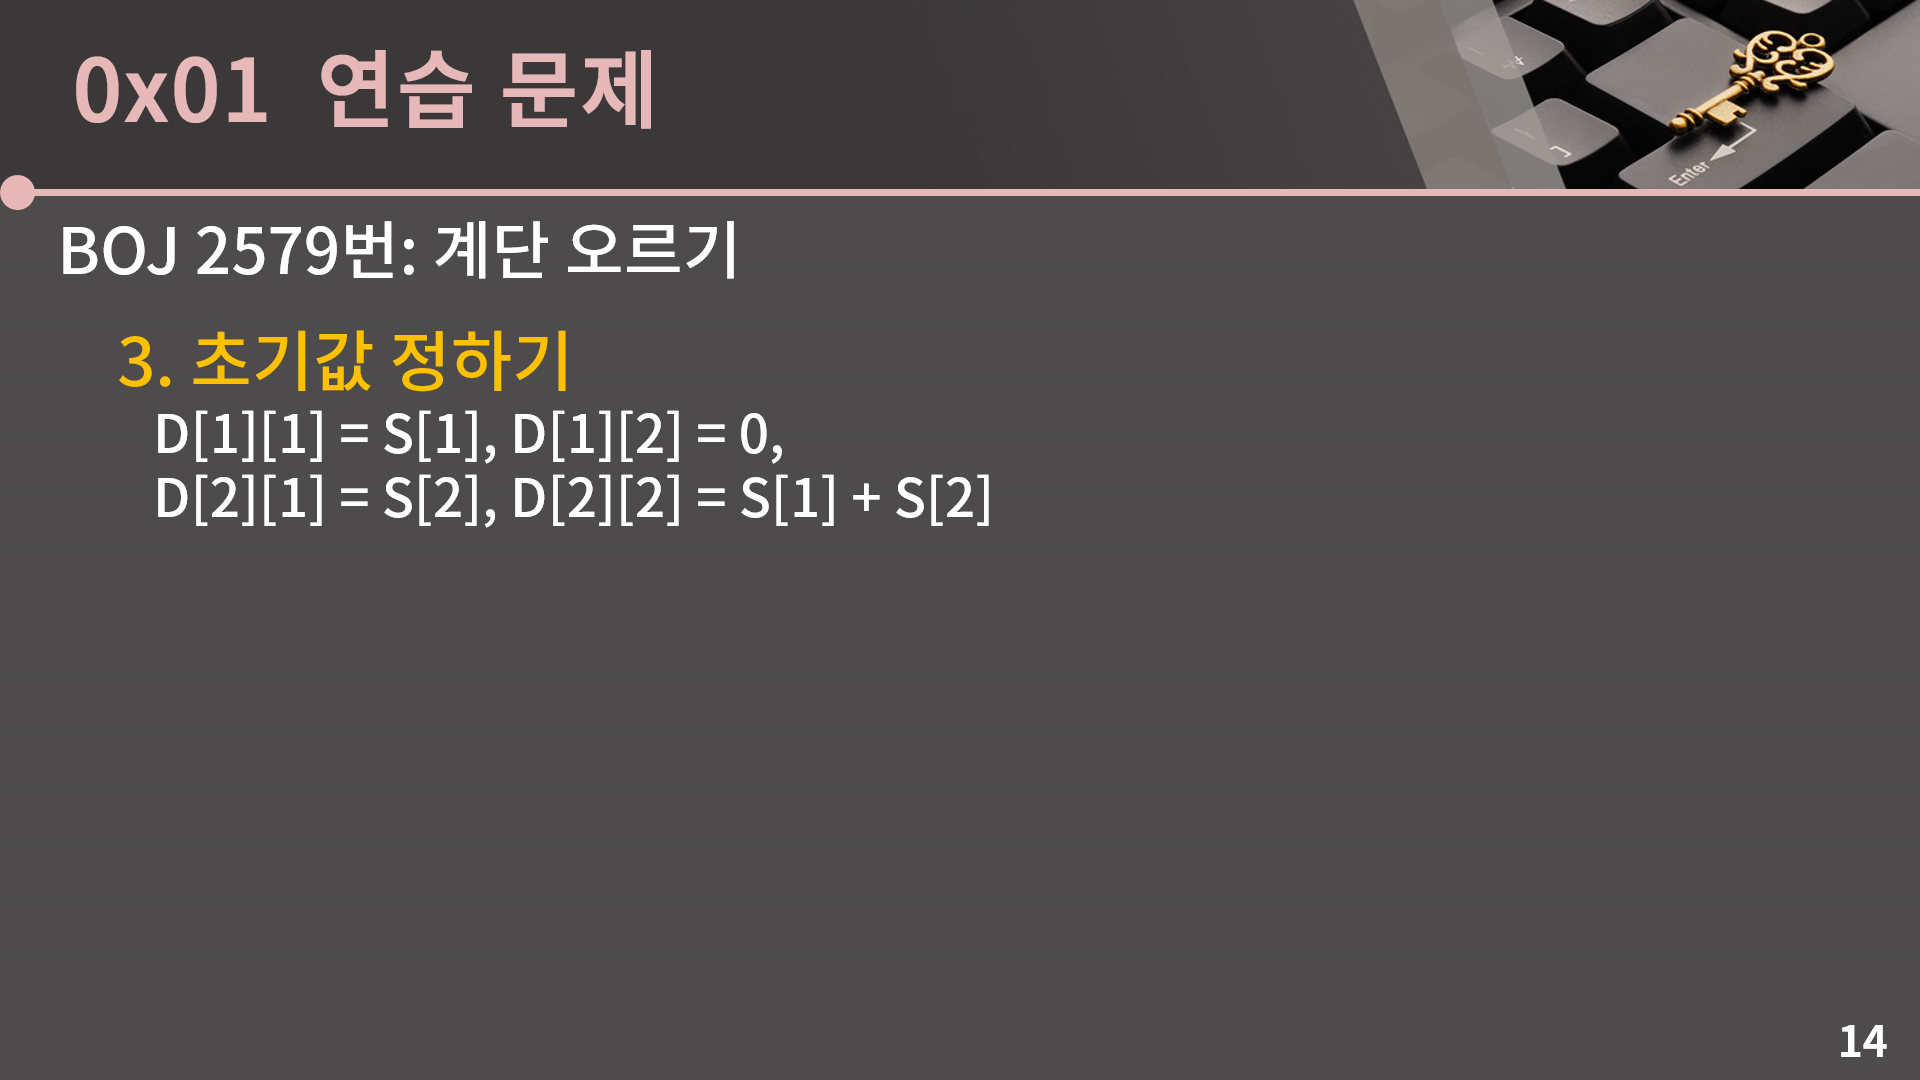 0x01 연습 문제
Enter
BOJ 2579번: 계단 오르기
3. 초기값 정하기
D[1][1] = S[1], D[1][2] = 0,
D[2][1] = S[2], D[2][2] = S[1] + S[2]
14